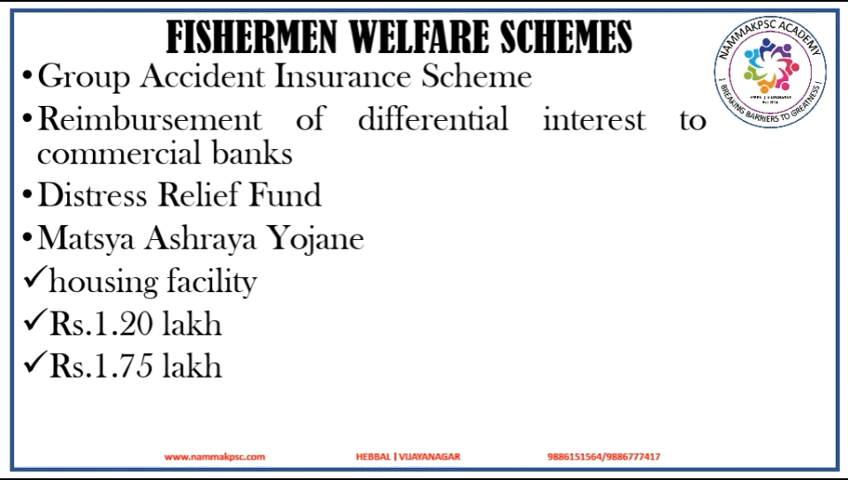 FISHERMEN WELFARE SCHEMES
NAMMAKPSC ACADEMY
! BREAKING BARRIERS TO GREATNESS !
•Group Accident Insurance Scheme
•Reimbursement of differential interest to
commercial banks
•Distress Relief Fund
•Matsya Ashraya Yojane
✓housing facility
✓Rs.1.20 lakh
✓Rs.1.75 lakh
www.nammakpsc.com HEBBAL | VIJAYANAGAR 9886151564/9886777417